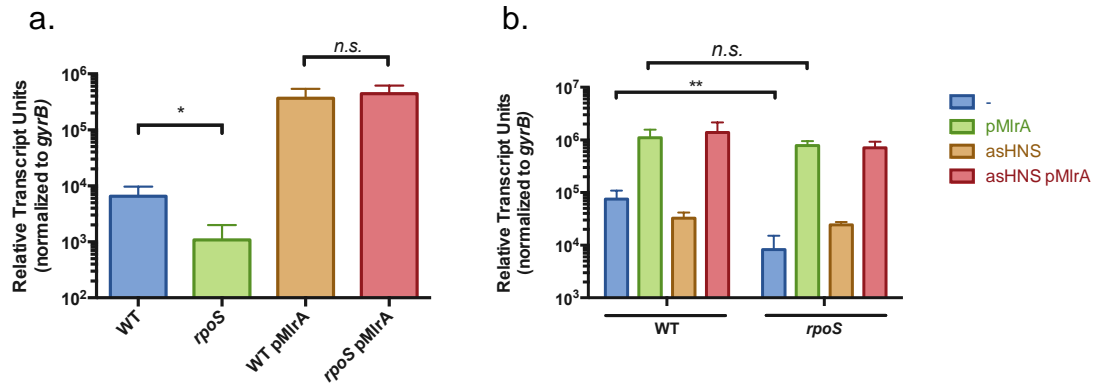 a.
n.s.
*
Relative Transcript Units
(normalized to gyrB)
10^6
10^5
10^4
10^3
10^2
WT
rpoS
WT pMlrA
rpoS pMlrA
b.
n.s.
**
Relative Transcript Units
(normalized to gyrB)
10^7
10^6
10^5
10^4
10^3
WT
rpoS
-
pMlrA
asHNS
asHNS pMlrA